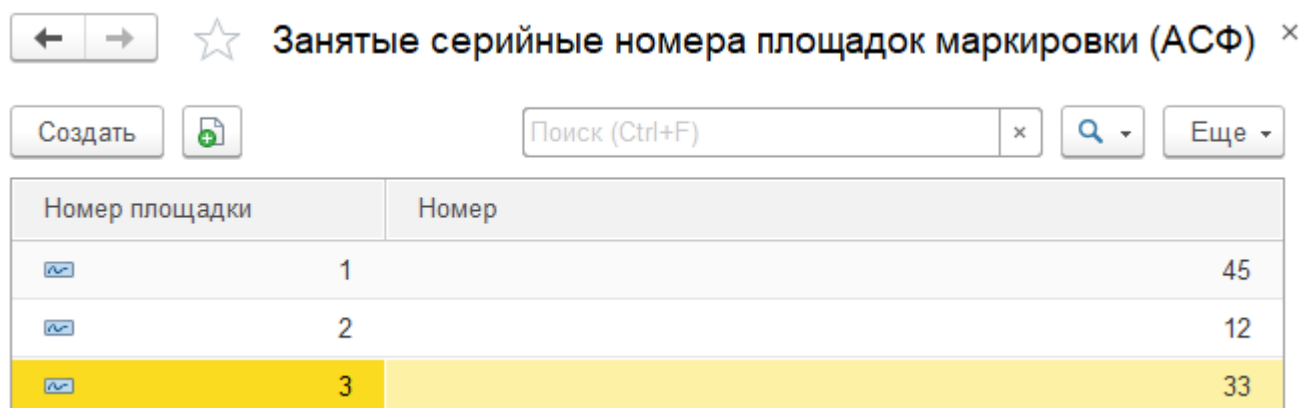 Занятые серийные номера площадок маркировки (АСФ) ×
Создать Поиск (Ctrl+F) × Еще
Номер площадки Номер
1 45
2 12
3 33